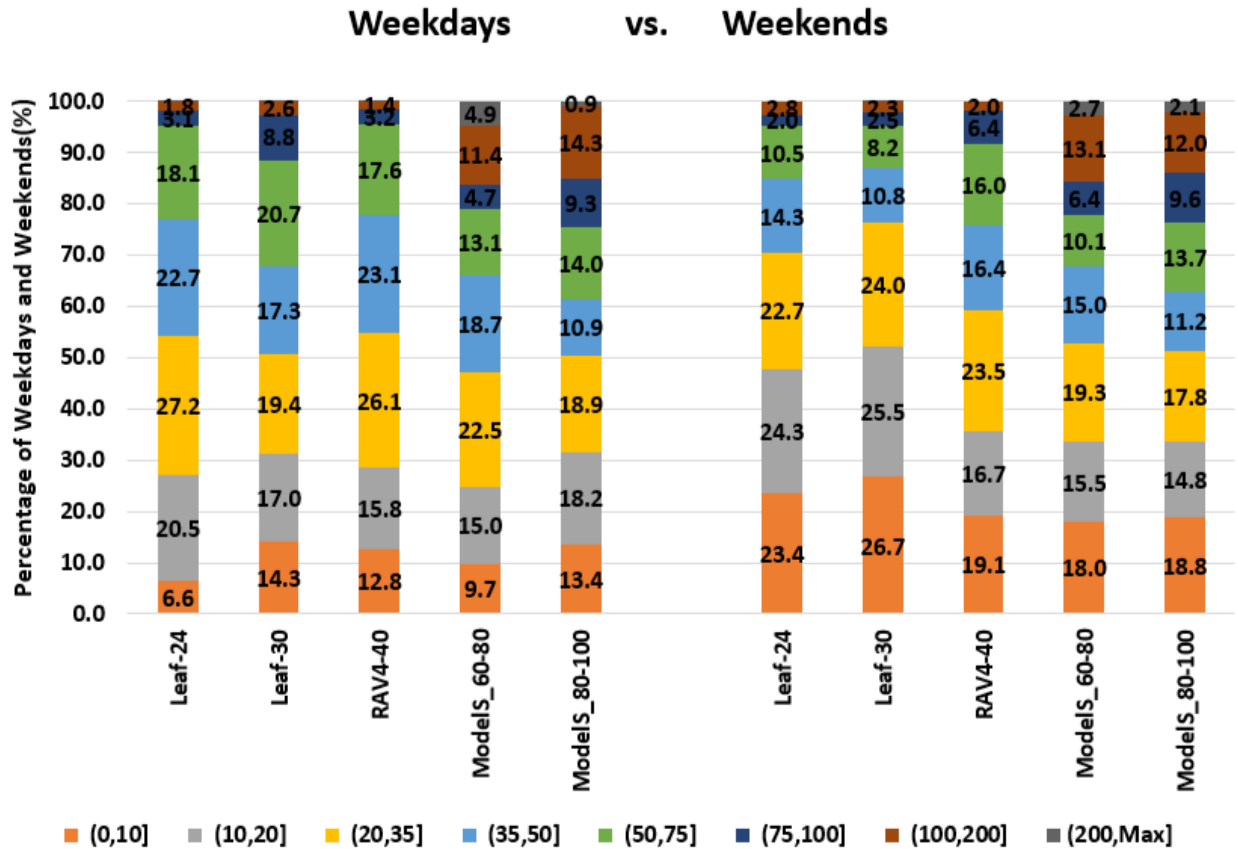 Weekdays vs. Weekends
Percentage of Weekdays and Weekends(%)
100.0
90.0
80.0
70.0
60.0
50.0
40.0
30.0
20.0
10.0
0.0
1.8 2.6 1.4 4.9 0.9 2.8 2.3 2.0 2.7 2.1
3.1 8.8 3.2 11.4 14.3 2.0 2.5 6.4 13.1 12.0
18.1 20.7 17.6 4.7 9.3 10.5 8.2 16.0 6.4 9.6
22.7 17.3 23.1 13.1 14.0 14.3 10.8 16.4 10.1 13.7
27.2 19.4 26.1 18.7 10.9 22.7 24.0 23.5 15.0 11.2
20.5 17.0 15.8 22.5 18.9 24.3 25.5 16.7 19.3 17.8
6.6 14.3 12.8 15.0 18.2 23.4 26.7 19.1 15.5 14.8
9.7 13.4 18.0 18.8
Leaf-24
Leaf-30
RAV4-40
ModelS_60-80
ModelS_80-100
Leaf-24
Leaf-30
RAV4-40
ModelS_60-80
ModelS_80-100
(0,10] (10,20] (20,35] (35,50] (50,75] (75,100] (100,200] (200,Max]